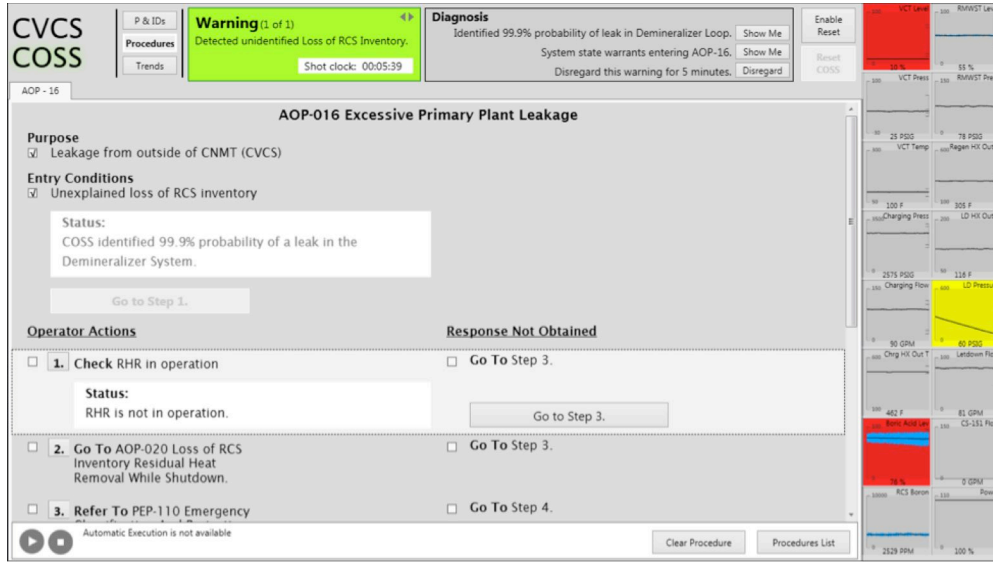 CVCS
COSS
P & IDs
Procedures
Trends
Warning (1 of 1)
Detected unidentified Loss of RCS Inventory.
Shot clock: 00:05:39
Diagnosis
Identified 99.9% probability of leak in Demineralizer Loop. Show Me
System state warrants entering AOP-16. Show Me
Disregard this warning for 5 minutes. Disregard
Enable
Reset
Reset
COSS
AOP - 16
AOP-016 Excessive Primary Plant Leakage
Purpose
Leakage from outside of CNMT (CVCS)
Entry Conditions
Unexplained loss of RCS inventory
Status:
COSS identified 99.9% probability of a leak in the
Demineralizer System.
Go to Step 1.
Operator Actions
Response Not Obtained
1. Check RHR in operation
Go To Step 3.
Status:
RHR is not in operation.
Go to Step 3.
2. Go To AOP-020 Loss of RCS
Inventory Residual Heat
Removal While Shutdown.
Go To Step 3.
3. Refer To PEP-110 Emergency
Go To Step 4.
Automatic Execution is not available
Clear Procedure
Procedures List
VCT Level
10 %
RMWST Lev
55 %
VCT Press
25 PSIG
RMWST Pre
78 PSIG
VCT Temp
100 F
Regen HX Out
305 F
Charging Press
2575 PSIG
LD HX Out
116 F
Charging Flow
90 GPM
LD Pressu
60 PSIG
Chrg HX Out T
462 F
Letdown Flo
81 GPM
Boric Acid Lev
78 %
CS-151 Flo
0 GPM
RCS Boron
2529 PPM
Pow
100 %